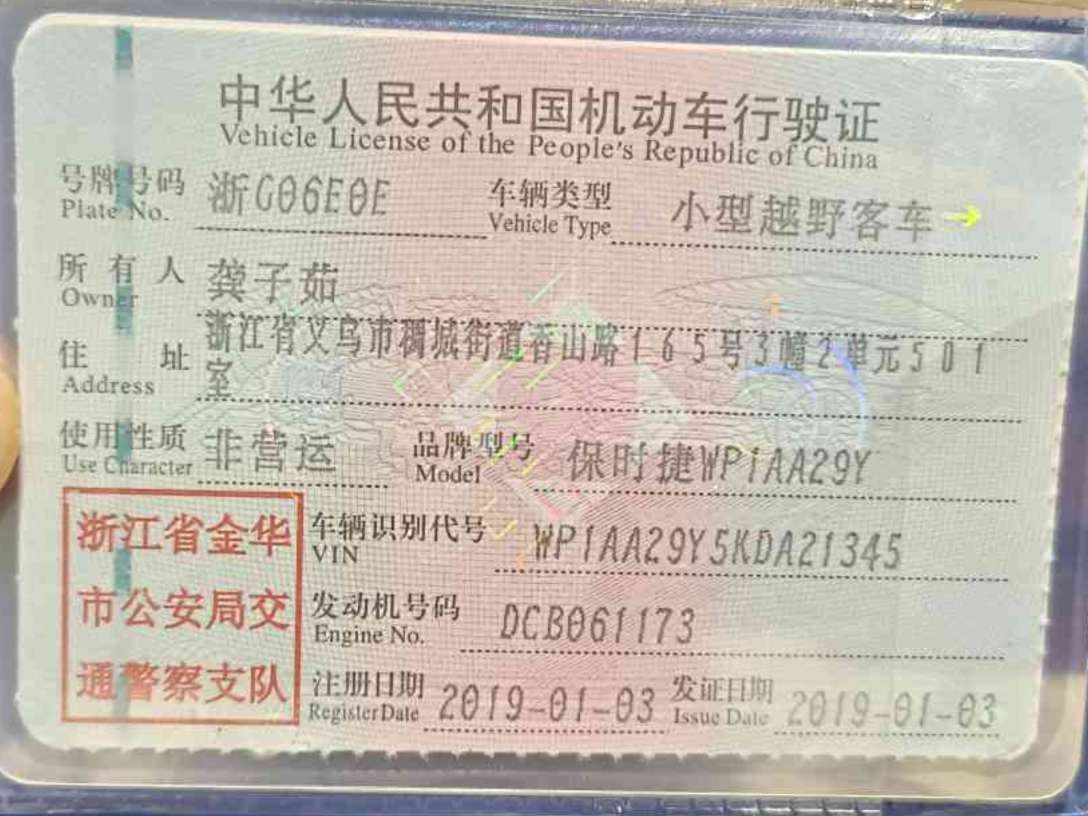 中华人民共和国机动车行驶证
Vehicle License of the People's Republic of China
号牌号码 浙G06E0E 车辆类型 小型越野客车
Plate No. Vehicle Type
所有人 龚子茹
Owner
浙江省义乌市稠城街道香山路165号3幢2单元501
住址 室
Address
使用性质 非营运 品牌型号 保时捷WP1AA29Y
Use Character Model
浙江省金华
市公安局交
通警察支队
车辆识别代号 WP1AA29Y5KDA21345
VIN
发动机号码 DCB061173
Engine No.
注册日期 2019-01-03 发证日期 2019-01-03
Register Date Issue Date